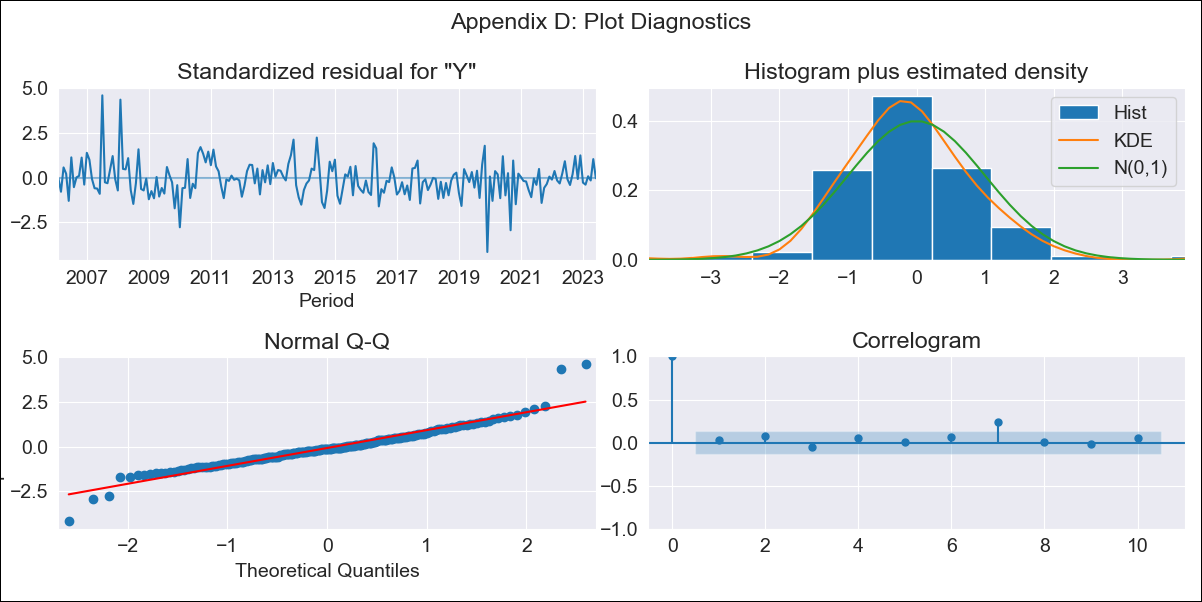 Appendix D: Plot Diagnostics
Standardized residual for "Y"
5.0
2.5
0.0
−2.5
2007 2009 2011 2013 2015 2017 2019 2021 2023
Period
Histogram plus estimated density
0.4
0.2
0.0
Hist
KDE
N(0,1)
−3 −2 −1 0 1 2 3
Normal Q-Q
5.0
2.5
0.0
−2.5
−2 −1 0 1 2
Theoretical Quantiles
Correlogram
1.0
0.5
0.0
−0.5
−1.0
0 2 4 6 8 10